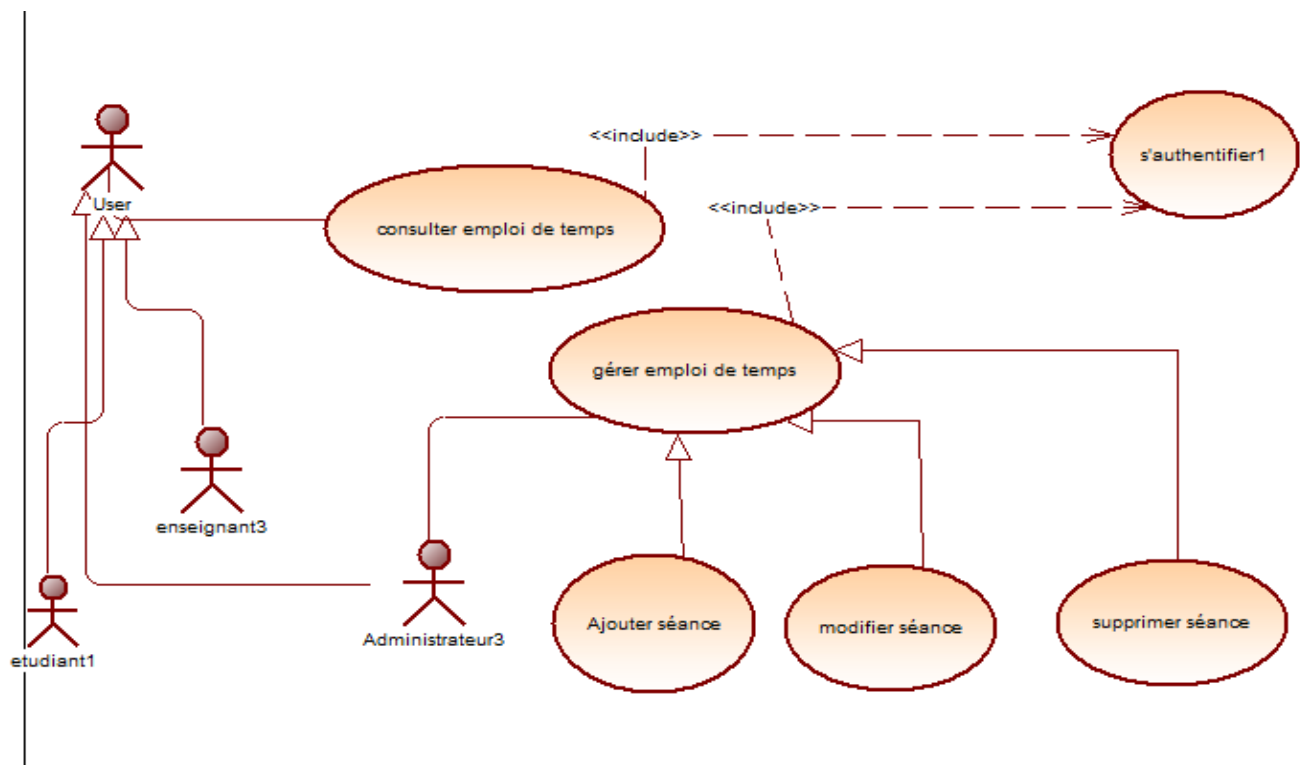 <<include>>
s'authentifier1
User
<<include>>
consulter emploi de temps
gérer emploi de temps
enseignant3
Ajouter séance
modifier séance
supprimer séance
Administrateur3
etudiant1